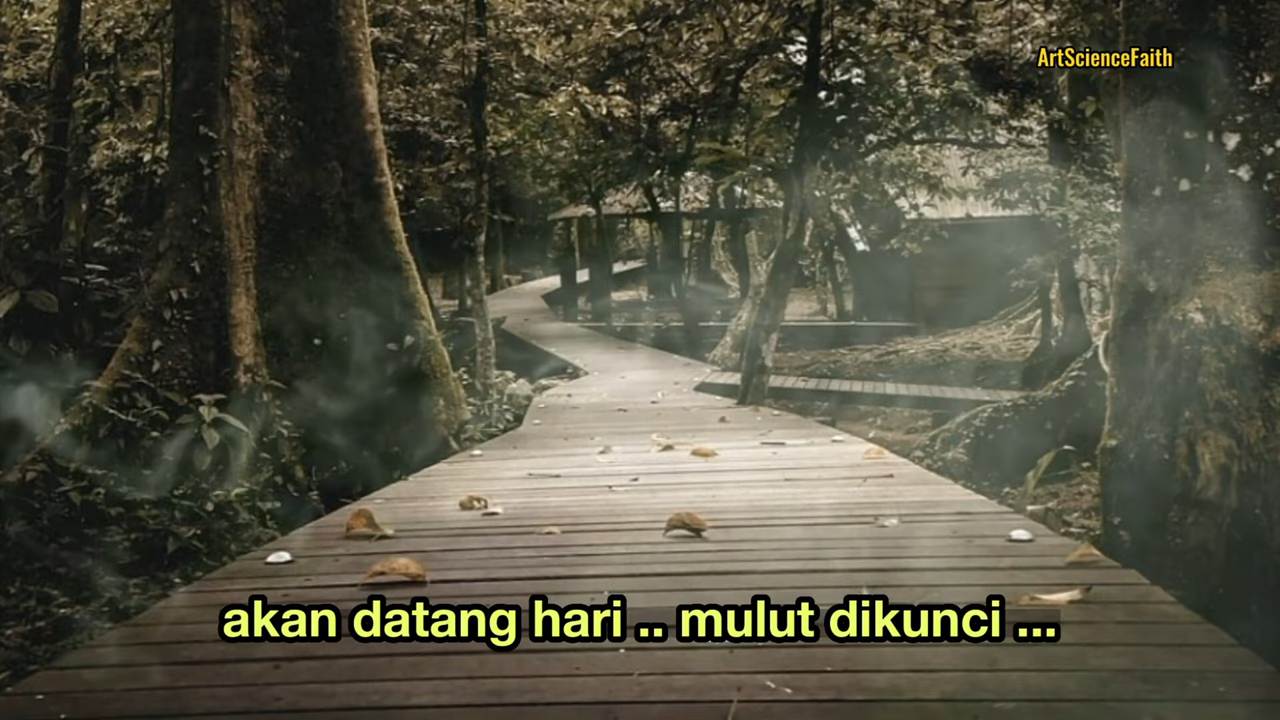 ArtScienceFaith
akan datang hari .. mulut dikunci ...